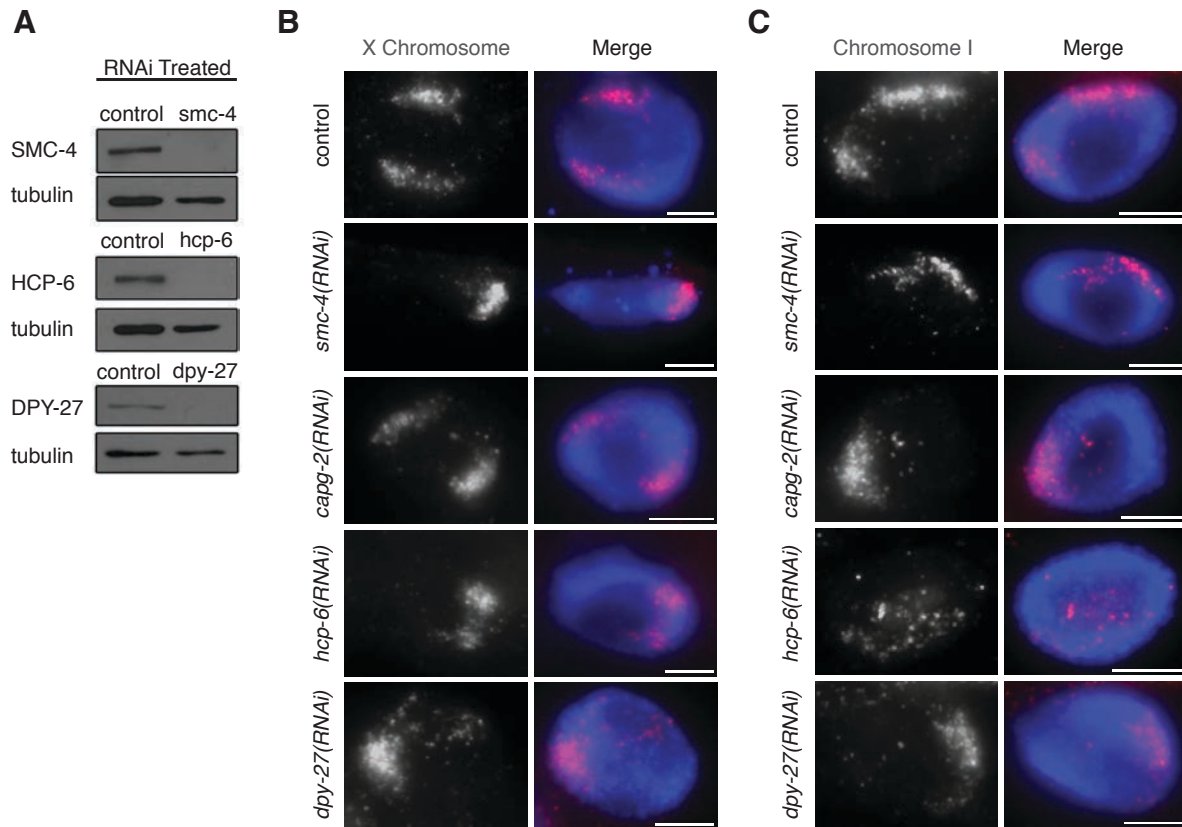 A
RNAi Treated
control smc-4
SMC-4
tubulin
control hcp-6
HCP-6
tubulin
control dpy-27
DPY-27
tubulin
B
X Chromosome Merge
control
smc-4(RNAi)
capg-2(RNAi)
hcp-6(RNAi)
dpy-27(RNAi)
C
Chromosome I Merge
control
smc-4(RNAi)
capg-2(RNAi)
hcp-6(RNAi)
dpy-27(RNAi)